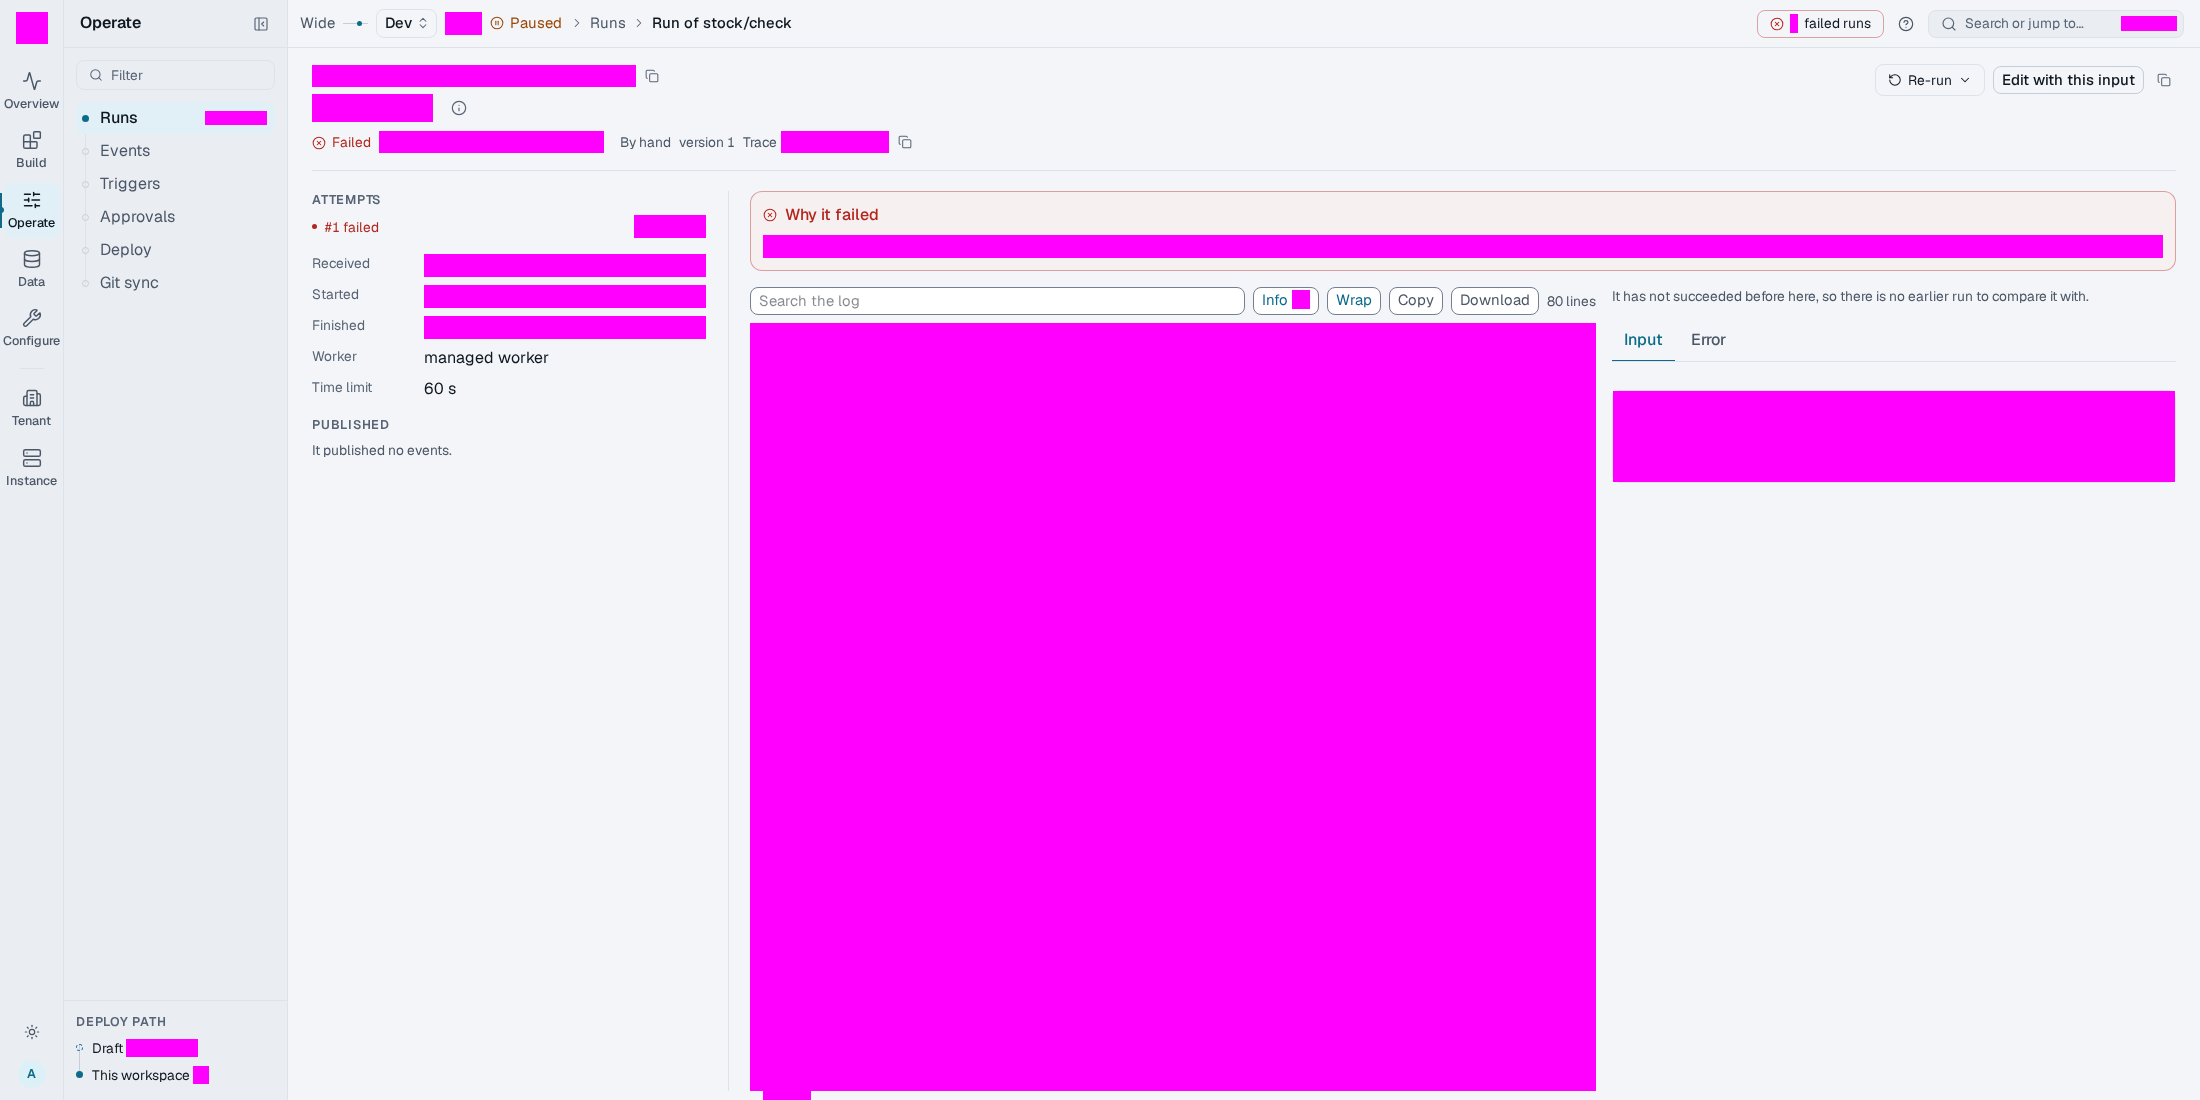 Operate
Wide
Dev
Paused
Runs
Run of stock/check
failed runs
Search or jump to...
Overview
Build
Operate
Data
Configure
Tenant
Instance
A
Filter
Runs
Events
Triggers
Approvals
Deploy
Git sync
DEPLOY PATH
Draft
This workspace
Re-run
Edit with this input
Failed
By hand version 1 Trace
ATTEMPTS
#1 failed
Received
Started
Finished
Worker managed worker
Time limit 60 s
PUBLISHED
It published no events.
Why it failed
Search the log
Info
Wrap
Copy
Download
80 lines
It has not succeeded before here, so there is no earlier run to compare it with.
Input
Error